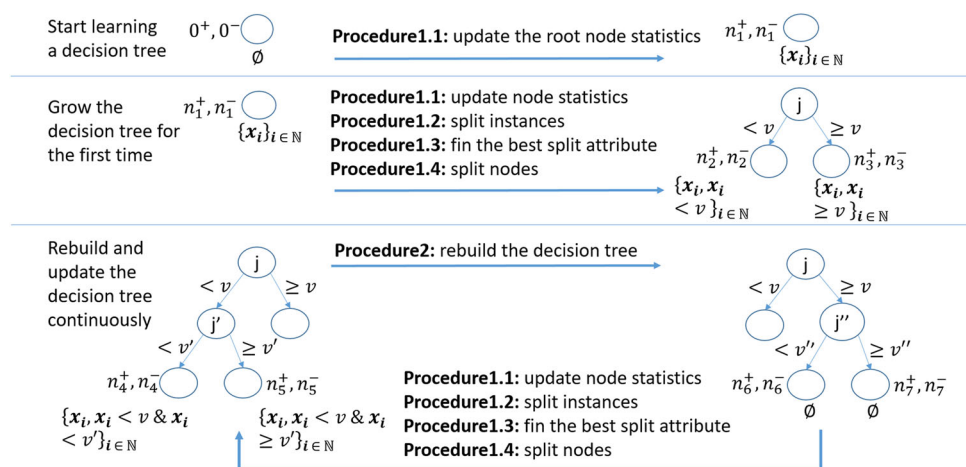 Start learning
a decision tree
0⁺, 0⁻
∅
Procedure1.1: update the root node statistics
n₁⁺, n₁⁻
{xᵢ}ᵢ ∈ ℕ
Grow the
decision tree for
the first time
n₁⁺, n₁⁻
{xᵢ}ᵢ ∈ ℕ
Procedure1.1: update node statistics
Procedure1.2: split instances
Procedure1.3: fin the best split attribute
Procedure1.4: split nodes
j
< v ≥ v
n₂⁺, n₂⁻ n₃⁺, n₃⁻
{xᵢ, xᵢ
< v }ᵢ ∈ ℕ
{xᵢ, xᵢ
≥ v }ᵢ ∈ ℕ
Rebuild and
update the
decision tree
continuously
j
< v ≥ v
j'
< v' ≥ v'
n₄⁺, n₄⁻ n₅⁺, n₅⁻
{xᵢ, xᵢ < v & xᵢ
< v'}ᵢ ∈ ℕ
{xᵢ, xᵢ < v & xᵢ
≥ v'}ᵢ ∈ ℕ
Procedure2: rebuild the decision tree
Procedure1.1: update node statistics
Procedure1.2: split instances
Procedure1.3: fin the best split attribute
Procedure1.4: split nodes
j
< v ≥ v
j''
< v'' ≥ v''
n₆⁺, n₆⁻ n₇⁺, n₇⁻
∅ ∅